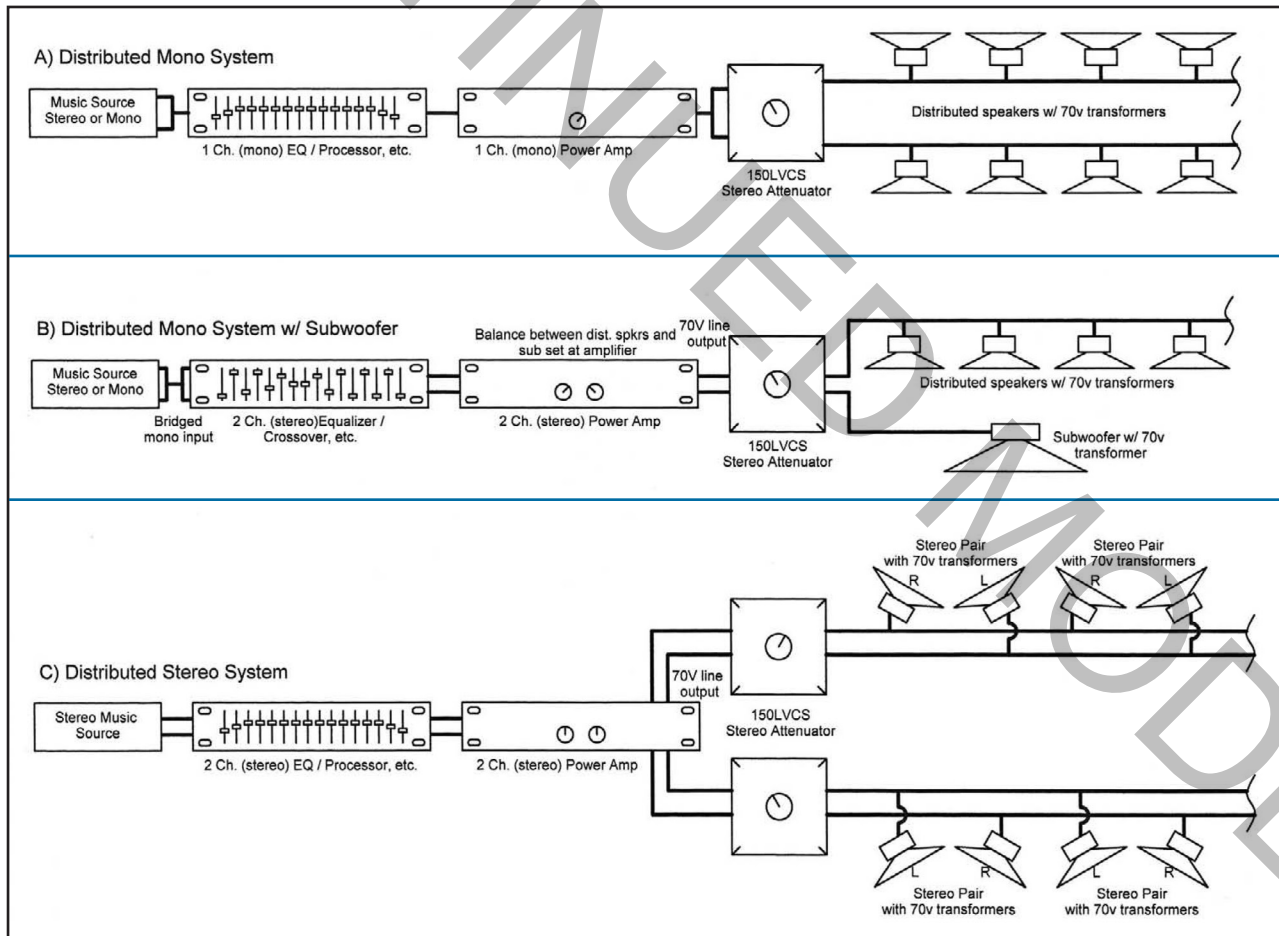 A) Distributed Mono System
Music Source
Stereo or Mono
1 Ch. (mono) EQ / Processor, etc.
1 Ch. (mono) Power Amp
150LVCS
Stereo Attenuator
Distributed speakers w/ 70v transformers
B) Distributed Mono System w/ Subwoofer
Music Source
Stereo or Mono
Bridged
mono input
2 Ch. (stereo)Equalizer /
Crossover, etc.
Balance between dist. spkrs and
sub set at amplifier
2 Ch. (stereo) Power Amp
70V line
output
150LVCS
Stereo Attenuator
Distributed speakers w/ 70v transformers
Subwoofer w/ 70v
transformer
C) Distributed Stereo System
Stereo Music
Source
2 Ch. (stereo) EQ / Processor, etc.
2 Ch. (stereo) Power Amp
70V line
output
150LVCS
Stereo Attenuator
Stereo Pair
with 70v transformers
R
L
Stereo Pair
with 70v transformers
R
L
L
R
Stereo Pair
with 70v transformers
L
R
Stereo Pair
with 70v transformers